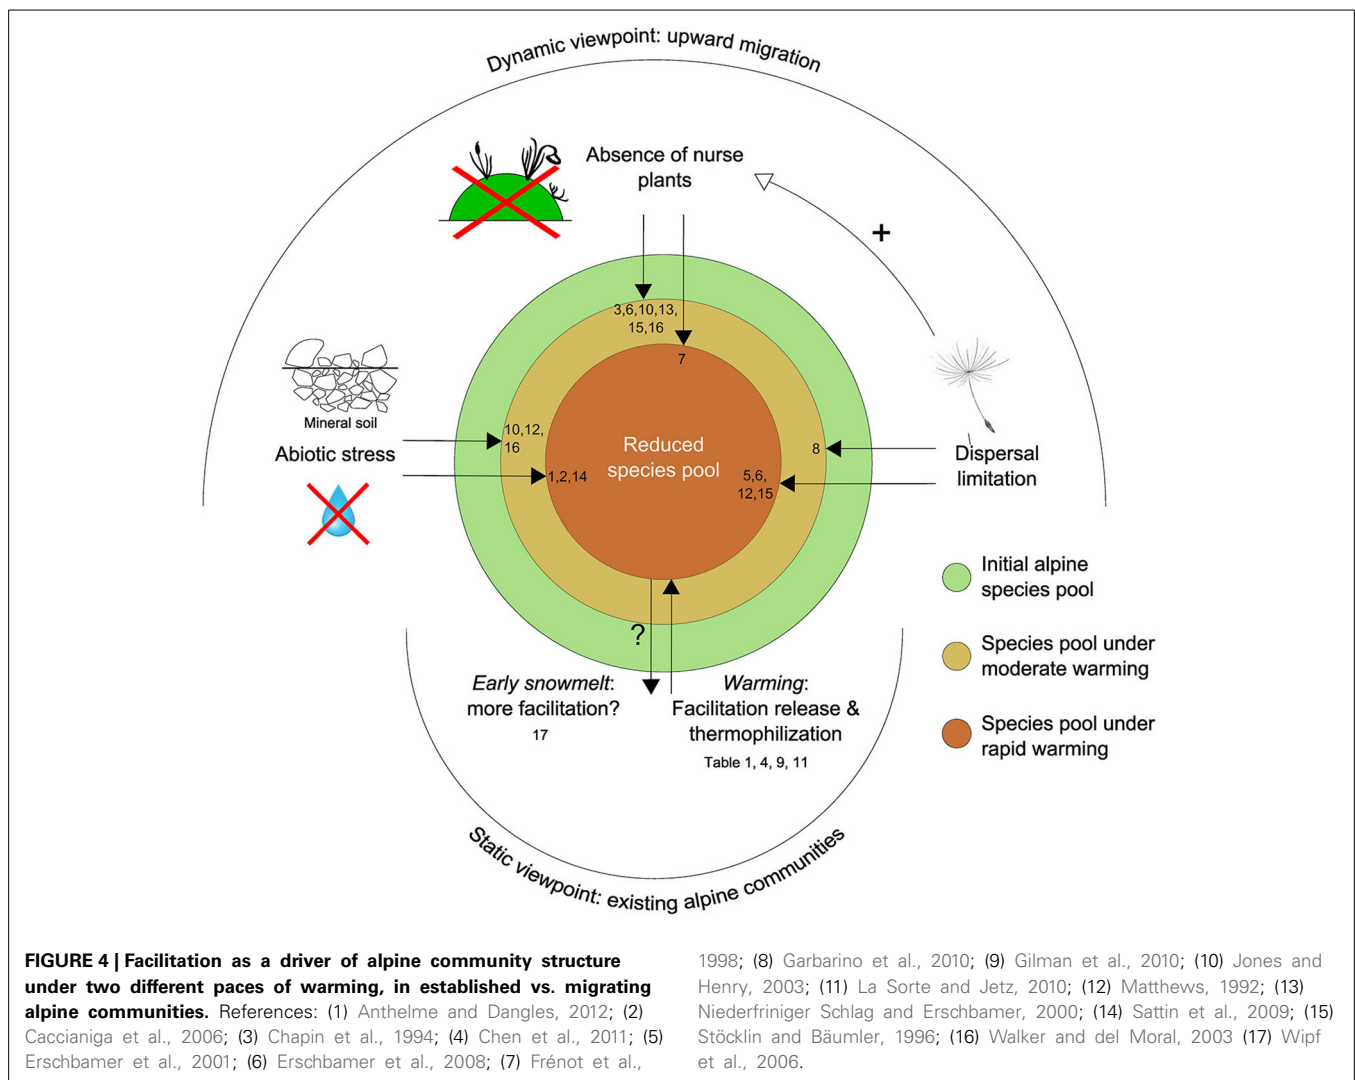 Dynamic viewpoint: upward migration
Absence of nurse
plants
+
3,6,10,13,
15,16
7
Mineral soil
Abiotic stress
10,12,
16
1,2,14
Reduced
species pool
8
5,6,
12,15
Dispersal
limitation
Initial alpine
species pool
Species pool under
moderate warming
Species pool under
rapid warming
?
Early snowmelt:
more facilitation?
17
Warming:
Facilitation release &
thermophilization
Table 1, 4, 9, 11
Static viewpoint: existing alpine communities
FIGURE 4 | Facilitation as a driver of alpine community structure
under two different paces of warming, in established vs. migrating
alpine communities. References: (1) Anthelme and Dangles, 2012; (2)
Caccianiga et al., 2006; (3) Chapin et al., 1994; (4) Chen et al., 2011; (5)
Erschbamer et al., 2001; (6) Erschbamer et al., 2008; (7) Frénot et al.,
1998; (8) Garbarino et al., 2010; (9) Gilman et al., 2010; (10) Jones and
Henry, 2003; (11) La Sorte and Jetz, 2010; (12) Matthews, 1992; (13)
Niederfriniger Schlag and Erschbamer, 2000; (14) Sattin et al., 2009; (15)
Stöcklin and Bäumler, 1996; (16) Walker and del Moral, 2003 (17) Wipf
et al., 2006.